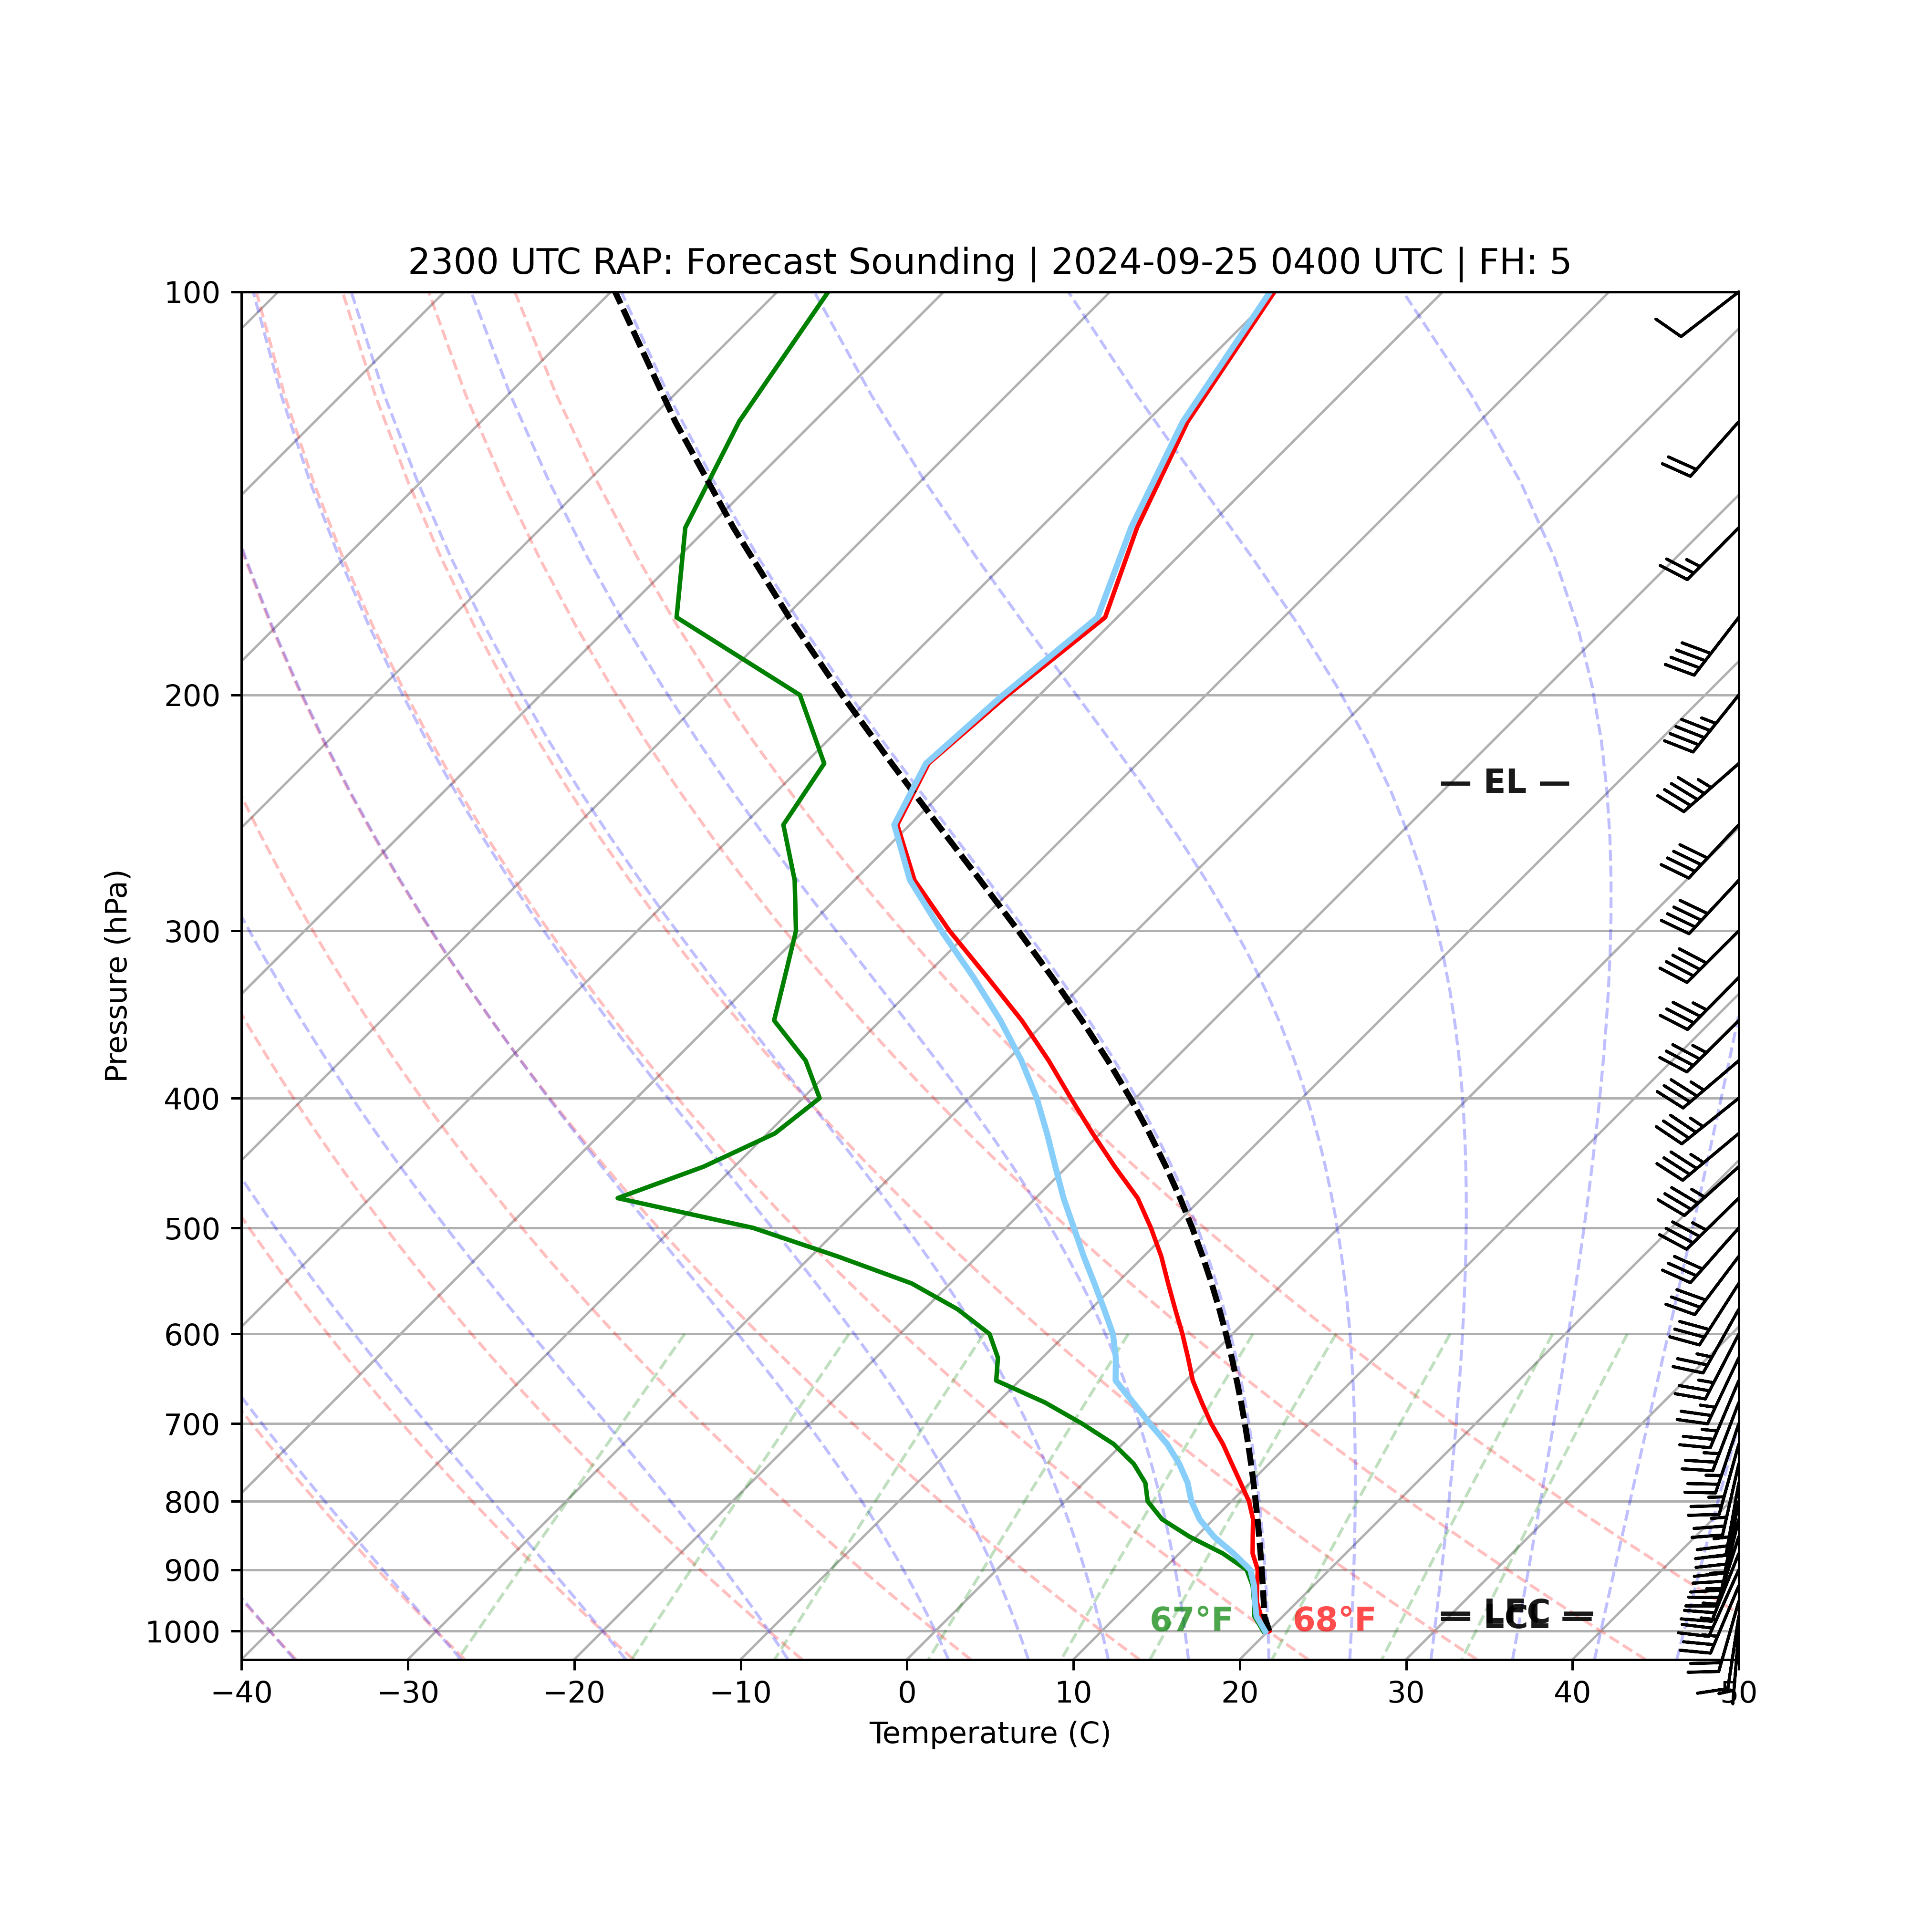 2300 UTC RAP: Forecast Sounding | 2024-09-25 0400 UTC | FH: 5
100
200
— EL —
Pressure (hPa)
300
400
500
600
700
800
900
67°F 68°F
— LFC —
— LCL —
1000
−40 −30 −20 −10 0 10 20 30 40 50
Temperature (C)